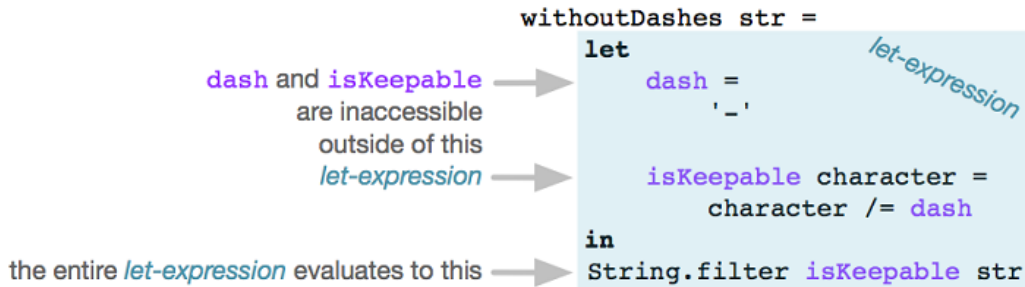 withoutDashes str =
let
let-expression
dash and isKeepable
are inaccessible
outside of this
let-expression
dash =
'-'
isKeepable character =
character /= dash
in
the entire let-expression evaluates to this
String.filter isKeepable str